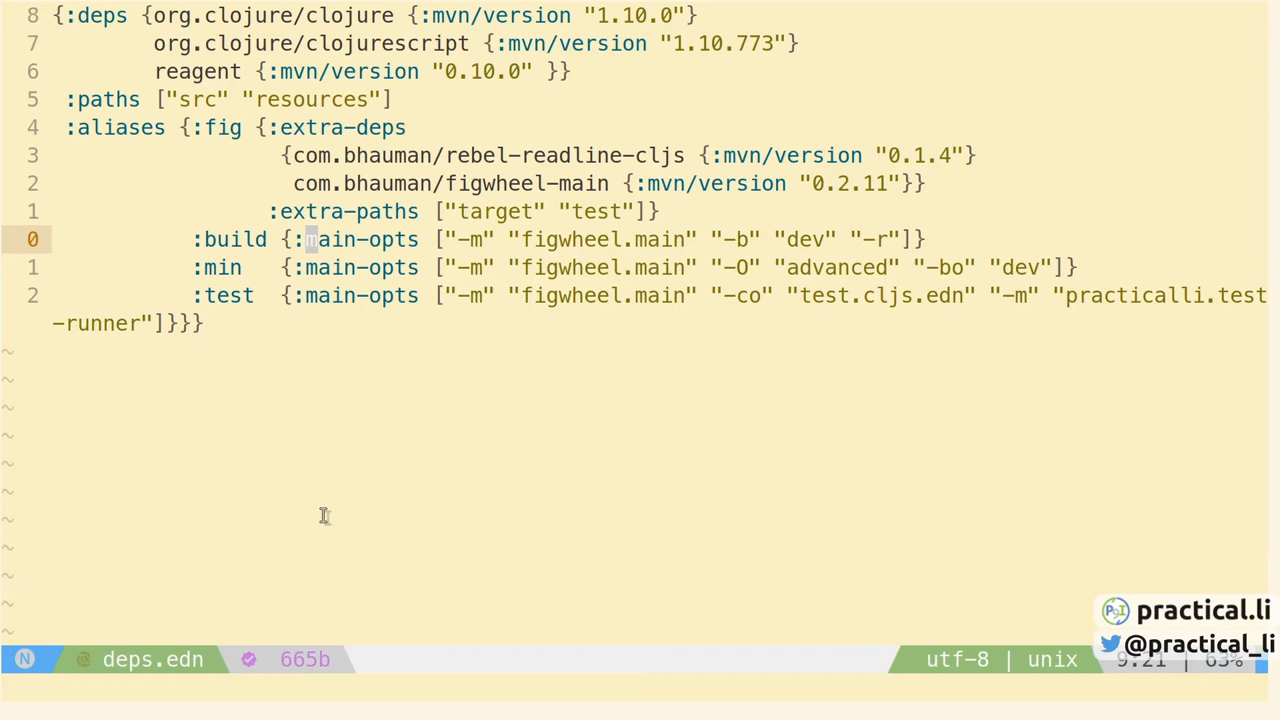 8 {:deps {org.clojure/clojure {:mvn/version "1.10.0"}
7         org.clojure/clojurescript {:mvn/version "1.10.773"}
6         reagent {:mvn/version "0.10.0" }}
5  :paths ["src" "resources"]
4  :aliases {:fig {:extra-deps
3                   {com.bhauman/rebel-readline-cljs {:mvn/version "0.1.4"}
2                    com.bhauman/figwheel-main {:mvn/version "0.2.11"}}
1                  :extra-paths ["target" "test"]}
0            :build {:main-opts ["-m" "figwheel.main" "-b" "dev" "-r"]}
1            :min   {:main-opts ["-m" "figwheel.main" "-O" "advanced" "-bo" "dev"]}
2            :test  {:main-opts ["-m" "figwheel.main" "-co" "test.cljs.edn" "-m" "practicalli.test
-runner"]}}}
~
~
~
~
~
~
~
~
~
~
~
practical.li
@practical_li
N deps.edn 665b utf-8 | unix 9:21 | 63%